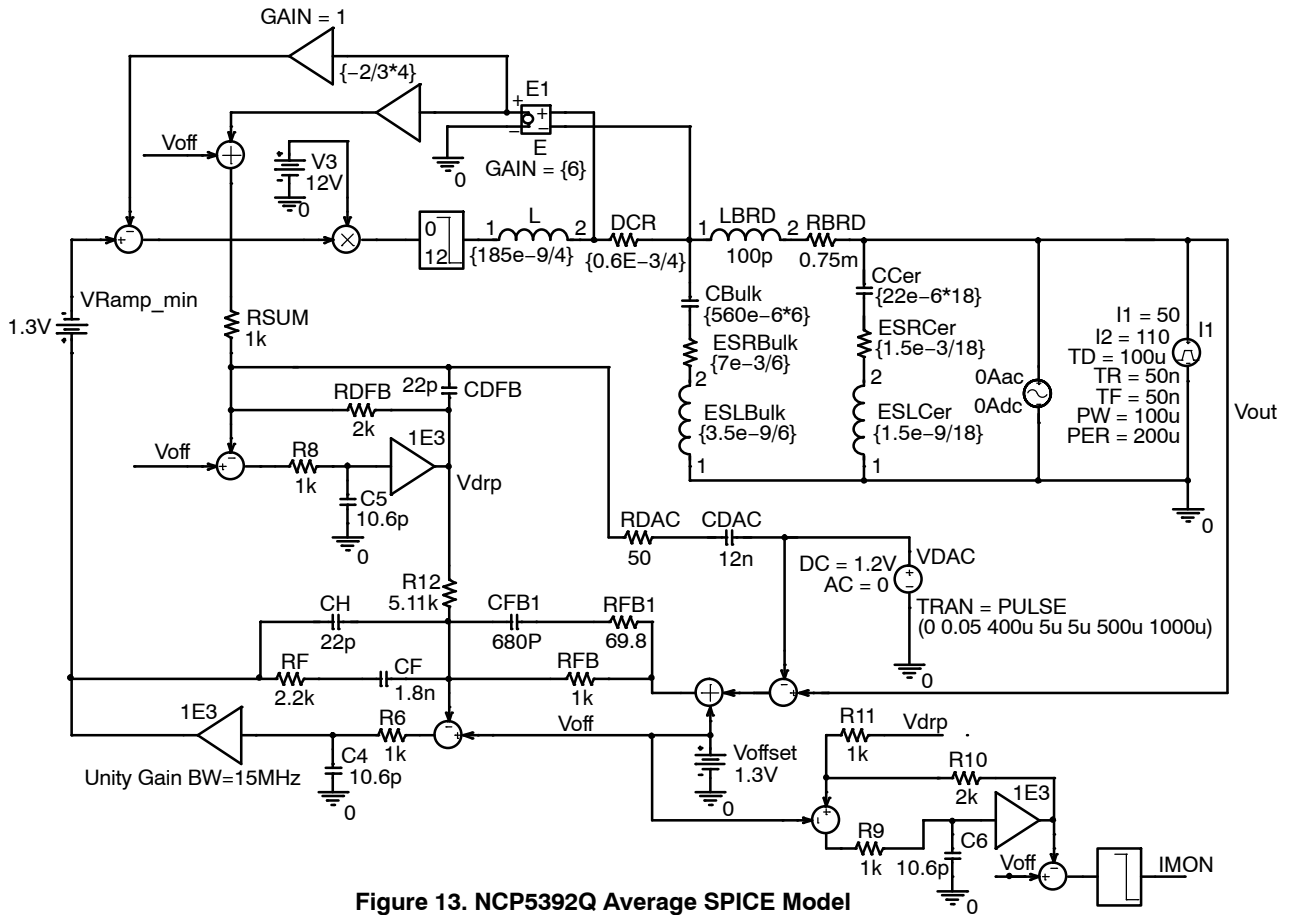 GAIN = 1
{−2/3*4}
E1
+
+
−
−
E
GAIN = {6}
0
Voff
V3
12V
0
+
-
0
12
1
L
2
{185e−9/4}
DCR
{0.6E−3/4}
1
LBRD
2
100p
RBRD
0.75m
VRamp_min
1.3V
RSUM
1k
CBulk
{560e−6*6}
ESRBulk
{7e−3/6}
2
ESLBulk
{3.5e−9/6}
1
CCer
{22e−6*18}
ESRCer
{1.5e−3/18}
2
ESLCer
{1.5e−9/18}
1
0Aac
0Adc
I1 = 50
I2 = 110
TD = 100u
TR = 50n
TF = 50n
PW = 100u
PER = 200u
I1
Vout
0
22p
CDFB
RDFB
2k
Voff
+
-
R8
1k
1E3
Vdrp
C5
10.6p
0
RDAC
50
CDAC
12n
DC = 1.2V
AC = 0
VDAC
+
−
TRAN = PULSE
(0 0.05 400u 5u 5u 500u 1000u)
0
R12
5.11k
CH
22p
CFB1
680P
RFB1
69.8
RF
2.2k
CF
1.8n
RFB
1k
-
+
1E3
R6
1k
-
+
Voff
Unity Gain BW=15MHz
C4
10.6p
0
Voffset
1.3V
0
R11
1k
Vdrp
R10
2k
+
-
R9
1k
1E3
C6
10.6p
0
Voff
+
-
IMON
Figure 13. NCP5392Q Average SPICE Model